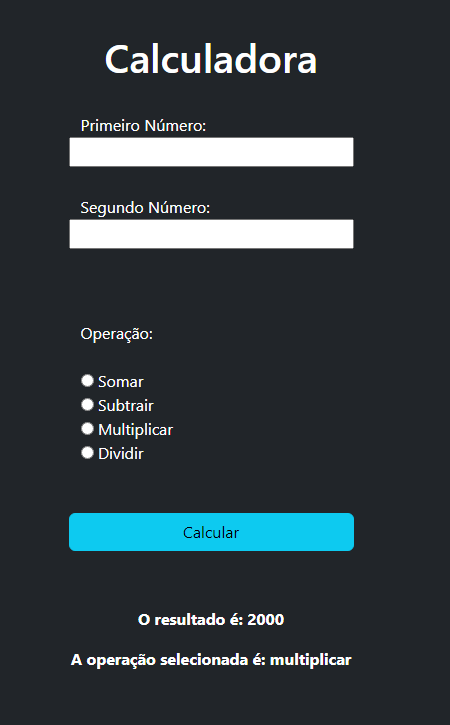 Calculadora
Primeiro Número:
Segundo Número:
Operação:
Somar
Subtrair
Multiplicar
Dividir
Calcular
O resultado é: 2000
A operação selecionada é: multiplicar